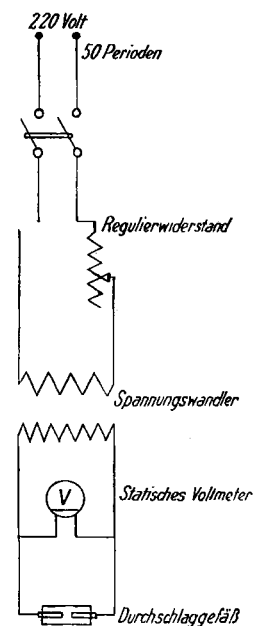 220 Volt
50 Perioden
Regulierwiderstand
Spannungswandler
V
Statisches Voltmeter
Durchschlaggefäß